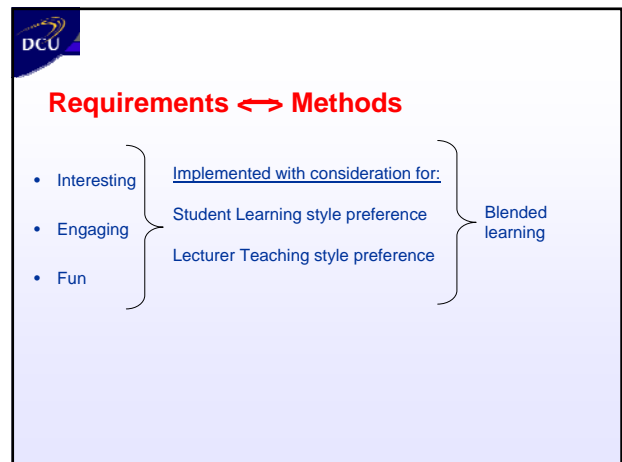 DCU
Requirements <=> Methods
• Interesting
• Engaging
• Fun
Implemented with consideration for:
Student Learning style preference
Lecturer Teaching style preference
Blended
learning